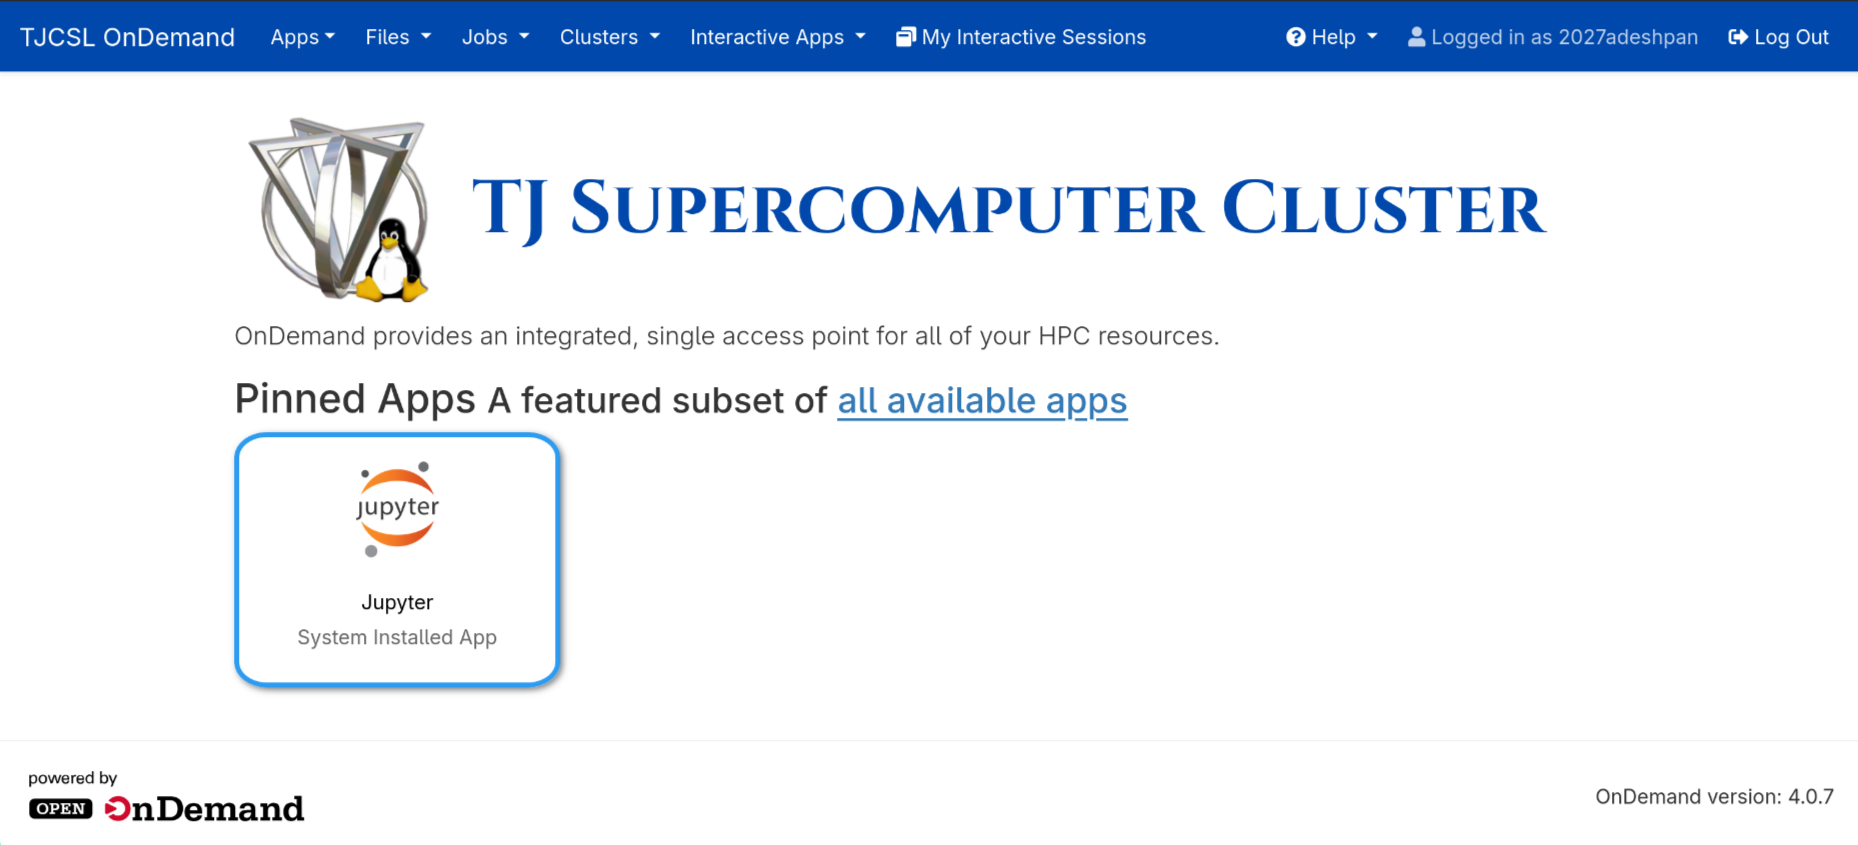 TJCSL OnDemand Apps Files Jobs Clusters Interactive Apps My Interactive Sessions Help Logged in as 2027adeshpan Log Out
TJ Supercomputer Cluster
OnDemand provides an integrated, single access point for all of your HPC resources.
Pinned Apps A featured subset of all available apps
jupyter
Jupyter
System Installed App
powered by
OPEN OnDemand
OnDemand version: 4.0.7